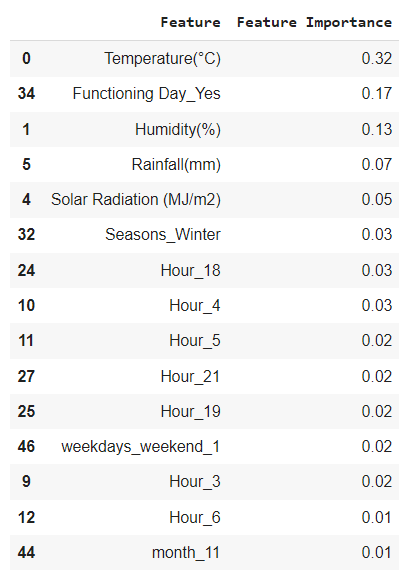 Feature Feature Importance
0 Temperature(°C) 0.32
34 Functioning Day_Yes 0.17
1 Humidity(%) 0.13
5 Rainfall(mm) 0.07
4 Solar Radiation (MJ/m2) 0.05
32 Seasons_Winter 0.03
24 Hour_18 0.03
10 Hour_4 0.03
11 Hour_5 0.02
27 Hour_21 0.02
25 Hour_19 0.02
46 weekdays_weekend_1 0.02
9 Hour_3 0.02
12 Hour_6 0.01
44 month_11 0.01